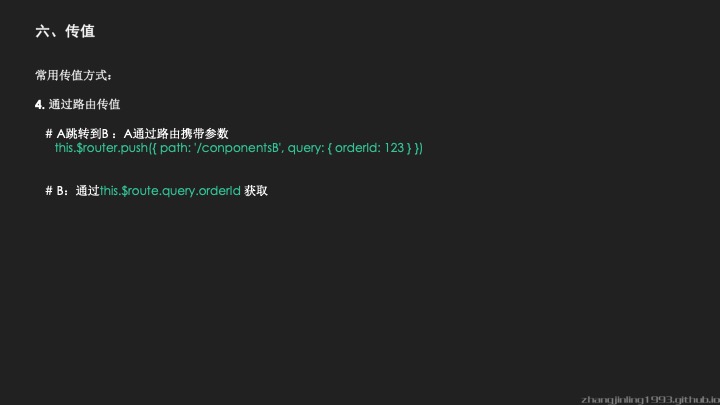 六、传值
常用传值方式：
4. 通过路由传值
# A跳转到B ：A通过路由携带参数
this.$router.push({ path: '/conponentsB', query: { orderId: 123 } })
# B：通过this.$route.query.orderId 获取
zhangjinling1993.github.io